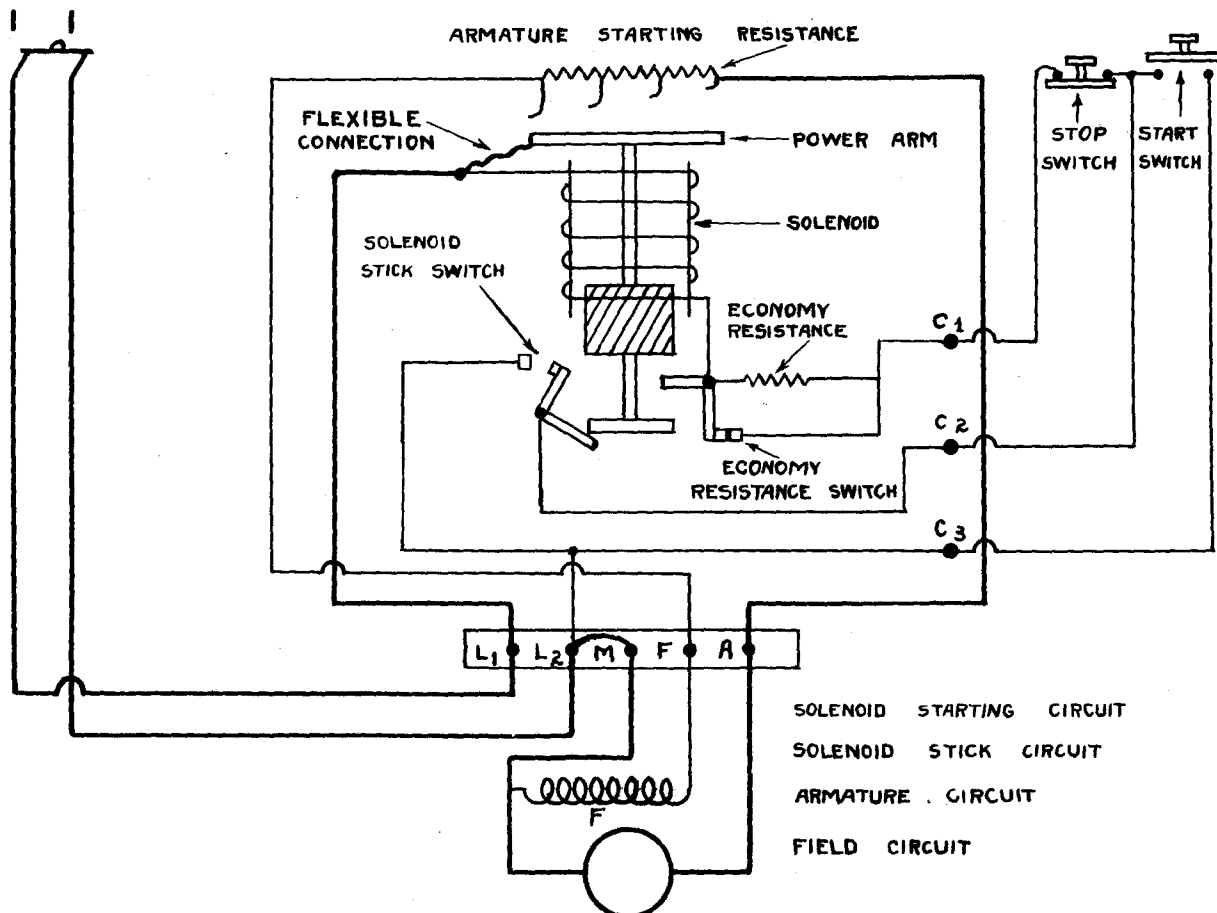 ARMATURE STARTING RESISTANCE
FLEXIBLE
CONNECTION
POWER ARM
STOP
SWITCH
START
SWITCH
SOLENOID
SOLENOID
STICK SWITCH
ECONOMY
RESISTANCE
C1
C2
ECONOMY
RESISTANCE SWITCH
C3
L1 L2 M F A
SOLENOID STARTING CIRCUIT
SOLENOID STICK CIRCUIT
ARMATURE . CIRCUIT
F
FIELD CIRCUIT